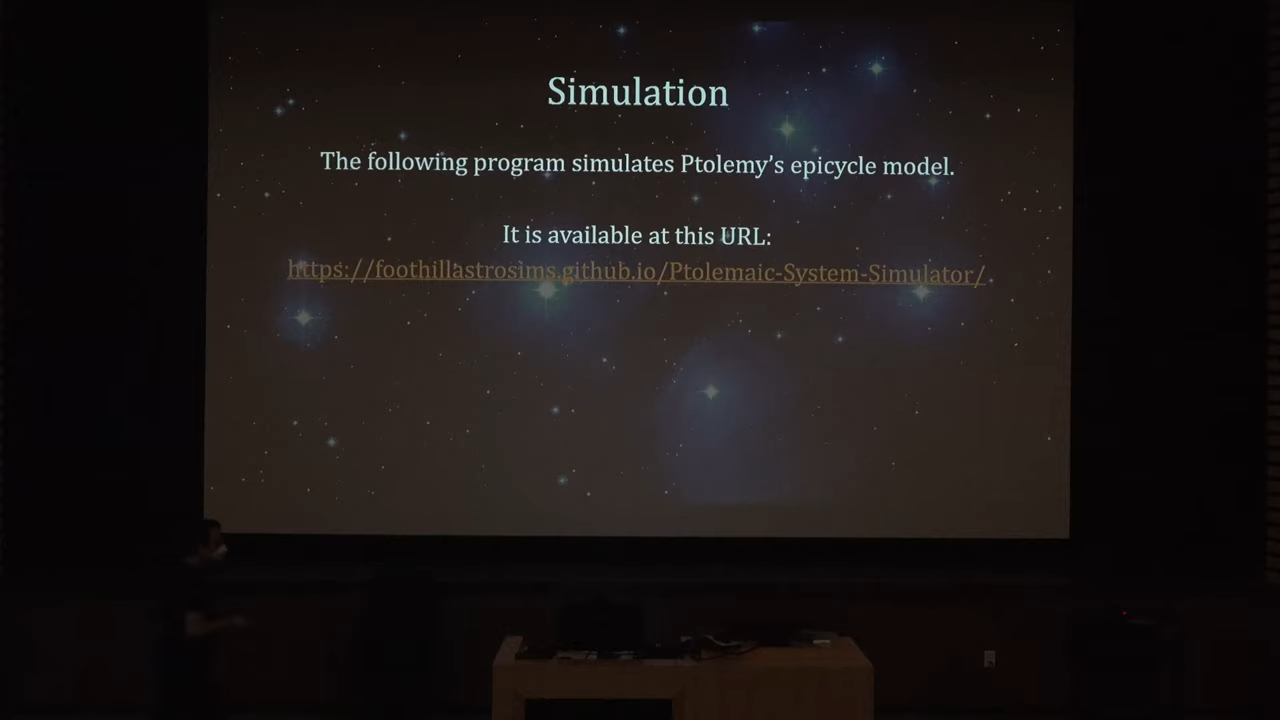 Simulation
The following program simulates Ptolemy's epicycle model.
It is available at this URL:
https://foothillastrosims.github.io/Ptolemaic-System-Simulator/.